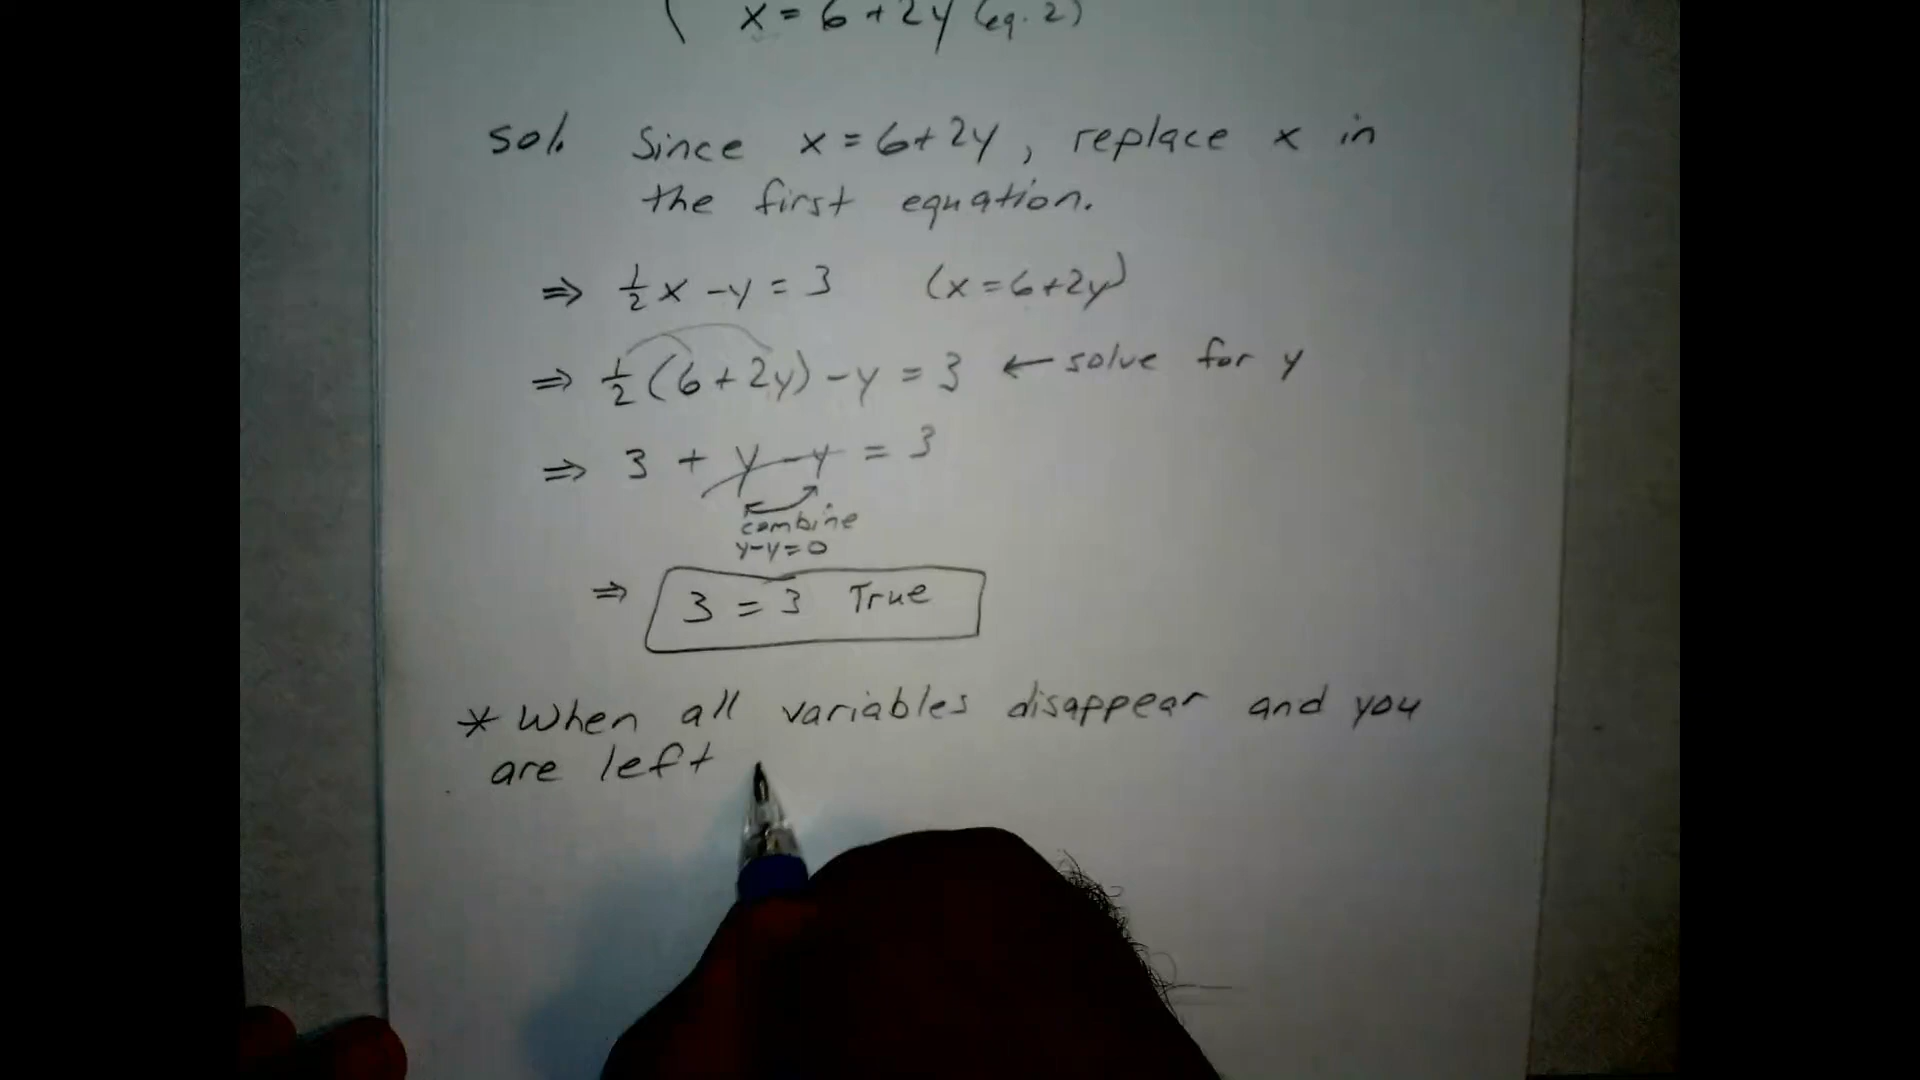 x = 6 + 2y (eq. 2)
sol. Since x = 6 + 2y, replace x in
the first equation.
⇒ 1/2 x - y = 3 (x = 6 + 2y)
⇒ 1/2 (6 + 2y) - y = 3 ← solve for y
⇒ 3 + y - y = 3
combine
y - y = 0
⇒ 3 = 3 True
* When all variables disappear and you
are left